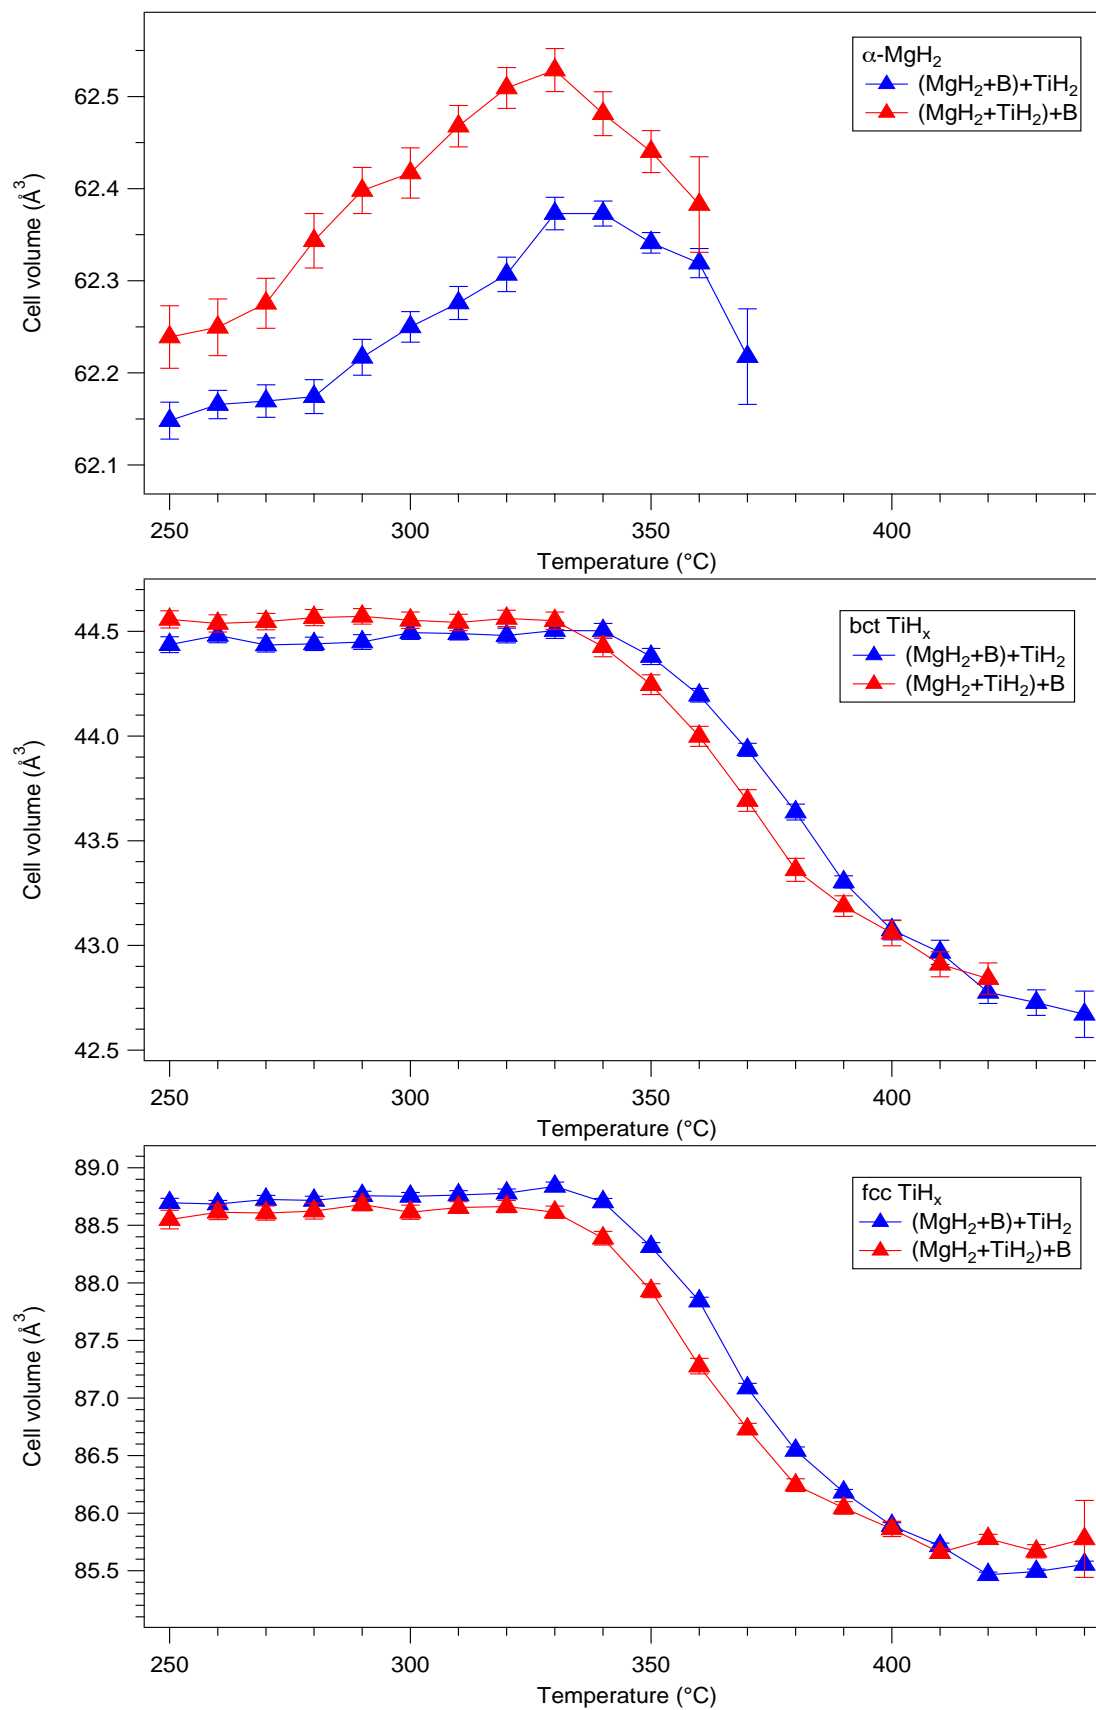 α-MgH₂
(MgH₂+B)+TiH₂
(MgH₂+TiH₂)+B
Cell volume (Å³)
62.5
62.4
62.3
62.2
62.1
250 300 350 400
Temperature (°C)
bct TiHₓ
(MgH₂+B)+TiH₂
(MgH₂+TiH₂)+B
Cell volume (Å³)
44.5
44.0
43.5
43.0
42.5
250 300 350 400
Temperature (°C)
fcc TiHₓ
(MgH₂+B)+TiH₂
(MgH₂+TiH₂)+B
Cell volume (Å³)
89.0
88.5
88.0
87.5
87.0
86.5
86.0
85.5
250 300 350 400
Temperature (°C)